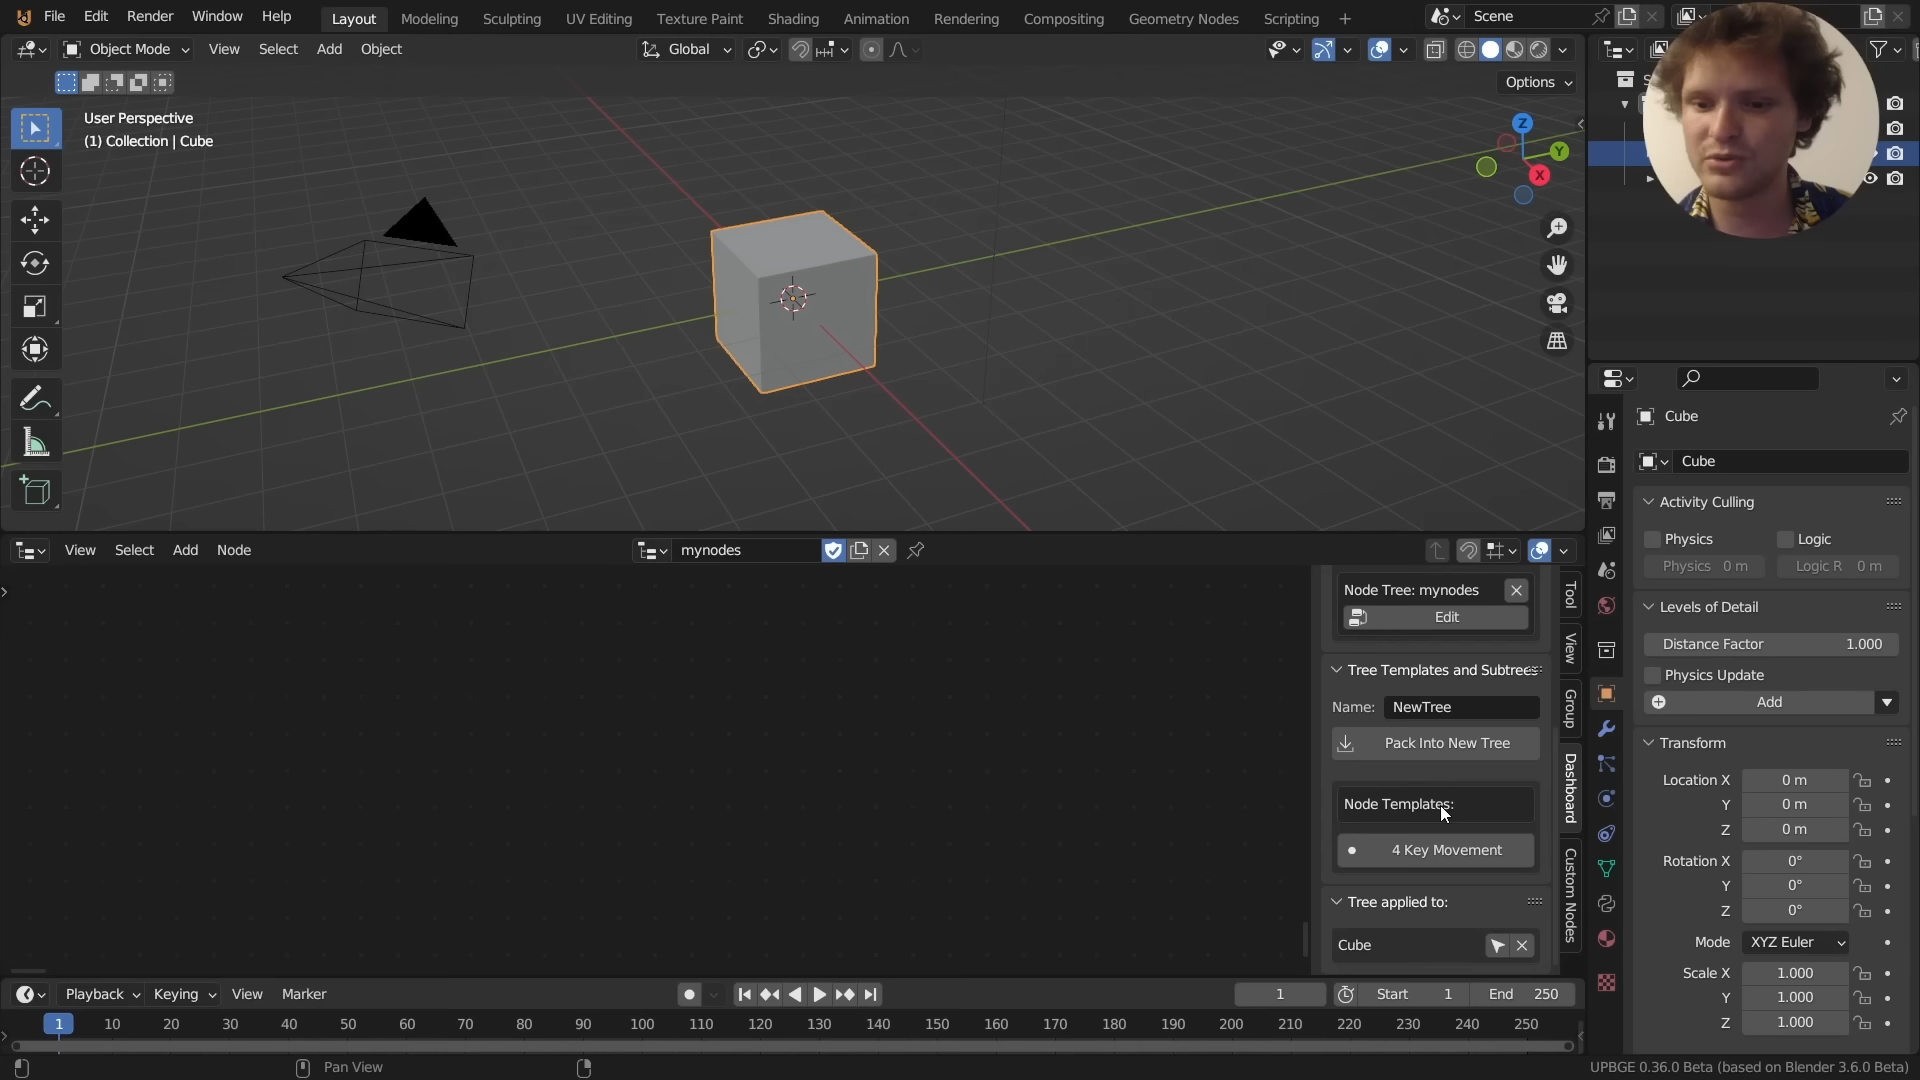 File Edit Render Window Help
Layout Modeling Sculpting UV Editing Texture Paint Shading Animation Rendering Compositing Geometry Nodes Scripting +
Scene
Object Mode View Select Add Object
Global
Options
User Perspective
(1) Collection | Cube
Z
Y
X
View Select Add Node
mynodes
Node Tree: mynodes
Edit
Tree Templates and Subtrees
Name: NewTree
Pack Into New Tree
Node Templates:
4 Key Movement
Tree applied to:
Cube
Tool
View
Group
Dashboard
Custom Nodes
Cube
Cube
Activity Culling
Physics Logic
Physics 0 m Logic R 0 m
Levels of Detail
Distance Factor 1.000
Physics Update
Add
Transform
Location X 0 m
Y 0 m
Z 0 m
Rotation X 0°
Y 0°
Z 0°
Mode XYZ Euler
Scale X 1.000
Y 1.000
Z 1.000
Playback Keying View Marker
1 Start 1 End 250
1 10 20 30 40 50 60 70 80 90 100 110 120 130 140 150 160 170 180 190 200 210 220 230 240 250
Pan View
UPBGE 0.36.0 Beta (based on Blender 3.6.0 Beta)